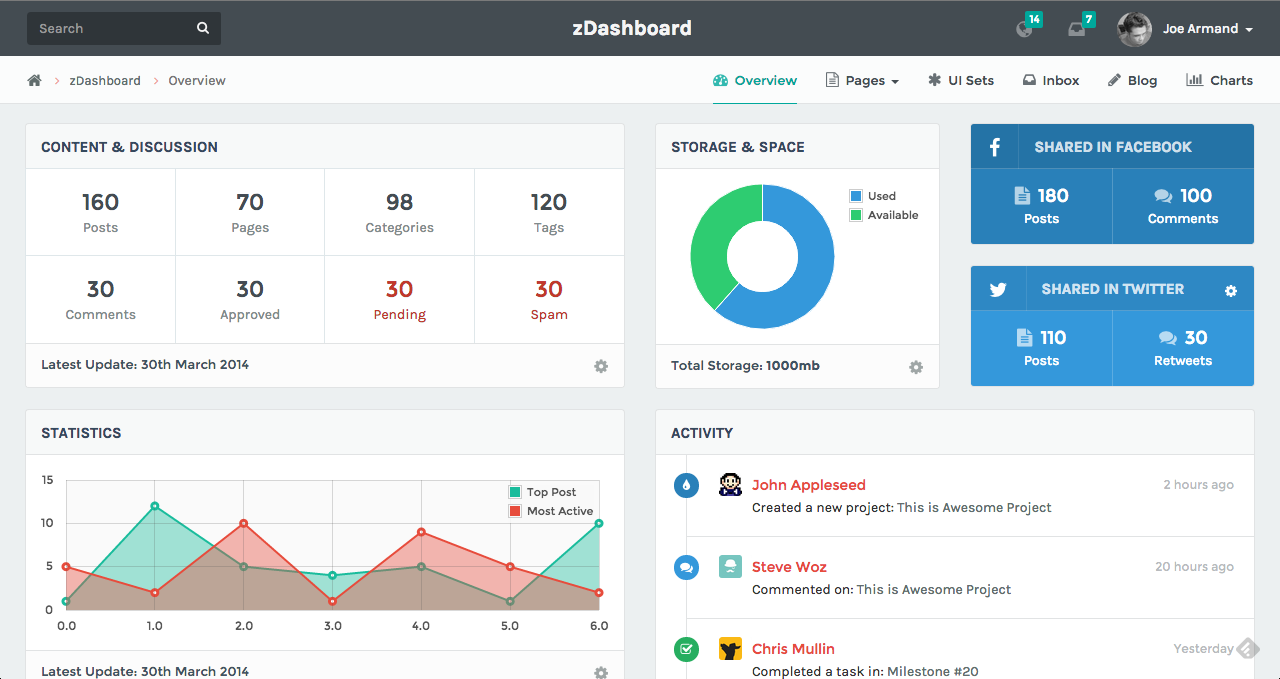 Search
zDashboard
14
7
Joe Armand
zDashboard
Overview
Overview
Pages
UI Sets
Inbox
Blog
Charts
CONTENT & DISCUSSION
160
Posts
70
Pages
98
Categories
120
Tags
30
Comments
30
Approved
30
Pending
30
Spam
Latest Update: 30th March 2014
STORAGE & SPACE
Used
Available
Total Storage: 1000mb
SHARED IN FACEBOOK
180
Posts
100
Comments
SHARED IN TWITTER
110
Posts
30
Retweets
STATISTICS
15
10
5
0
0.0 1.0 2.0 3.0 4.0 5.0 6.0
Top Post
Most Active
Latest Update: 30th March 2014
ACTIVITY
John Appleseed
2 hours ago
Created a new project: This is Awesome Project
Steve Woz
20 hours ago
Commented on: This is Awesome Project
Chris Mullin
Yesterday
Completed a task in: Milestone #20